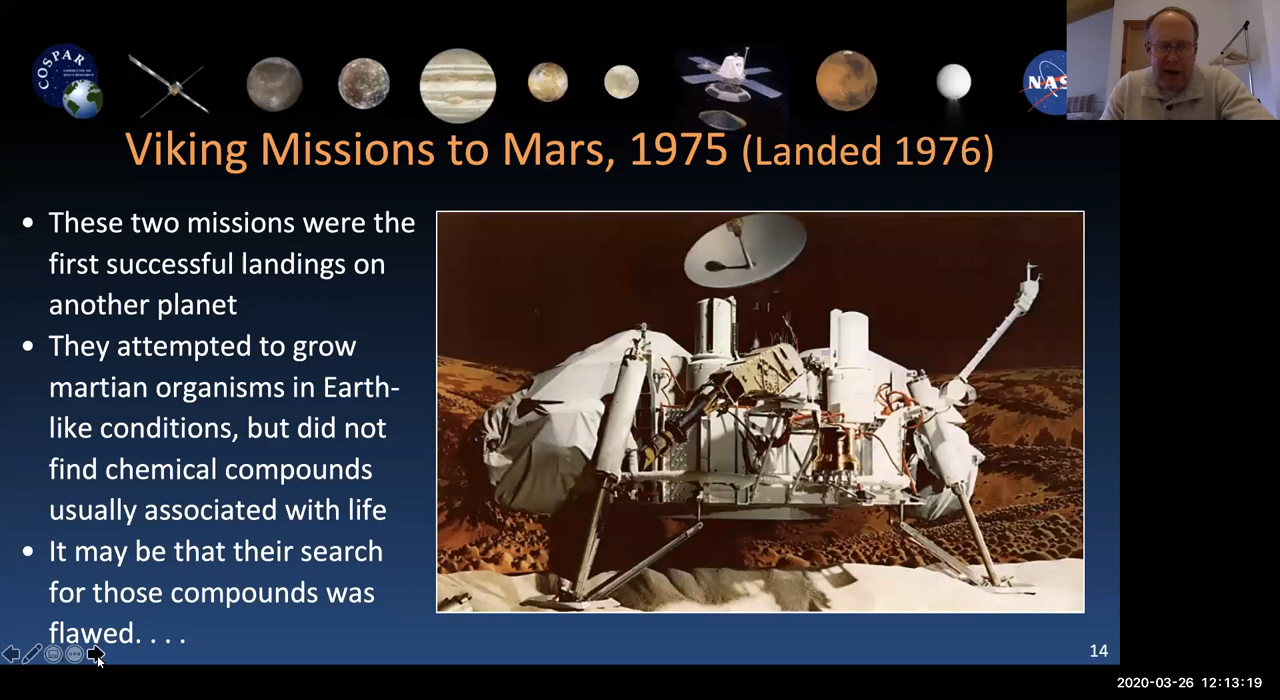 COSPAR
NAS
Viking Missions to Mars, 1975 (Landed 1976)
• These two missions were the
first successful landings on
another planet
• They attempted to grow
martian organisms in Earth-
like conditions, but did not
find chemical compounds
usually associated with life
• It may be that their search
for those compounds was
flawed. . . .
14
2020-03-26 12:13:19